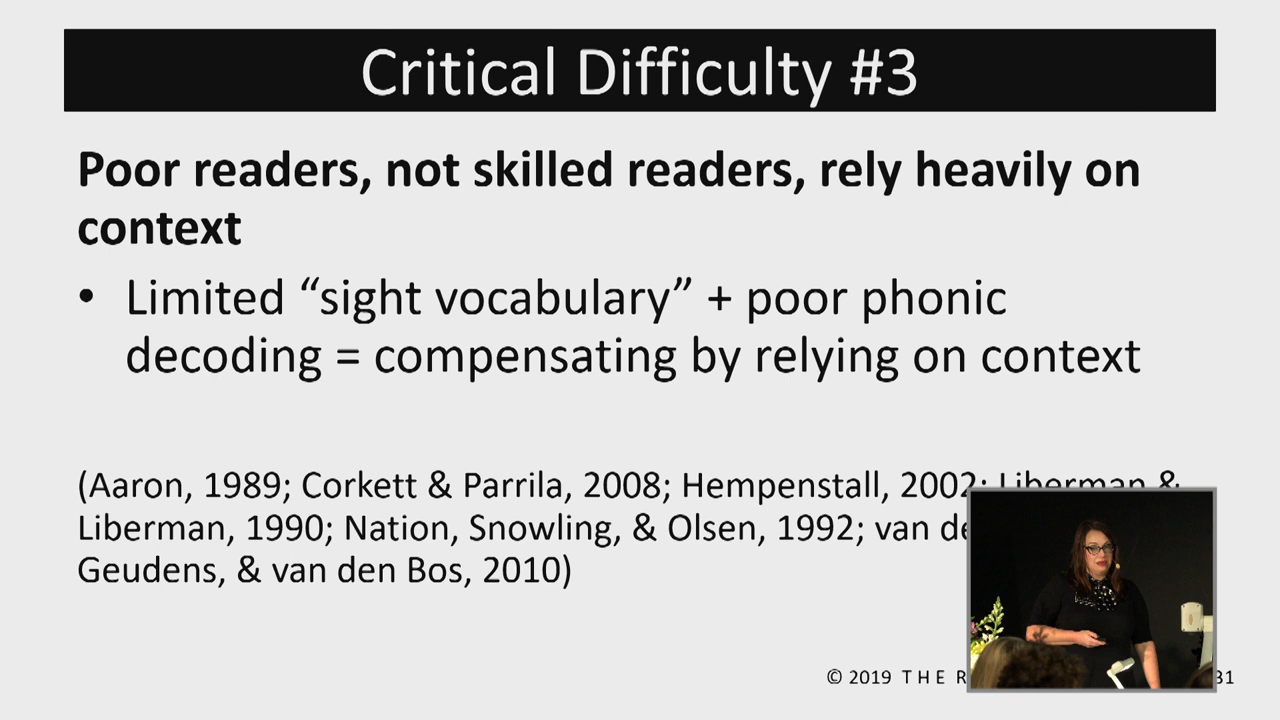 Critical Difficulty #3
Poor readers, not skilled readers, rely heavily on
context
• Limited “sight vocabulary” + poor phonic
decoding = compensating by relying on context
(Aaron, 1989; Corkett & Parrila, 2008; Hempenstall, 2002; Liberman &
Liberman, 1990; Nation, Snowling, & Olsen, 1992; van
Geudens, & van den Bos, 2010)
© 2019 THE 31